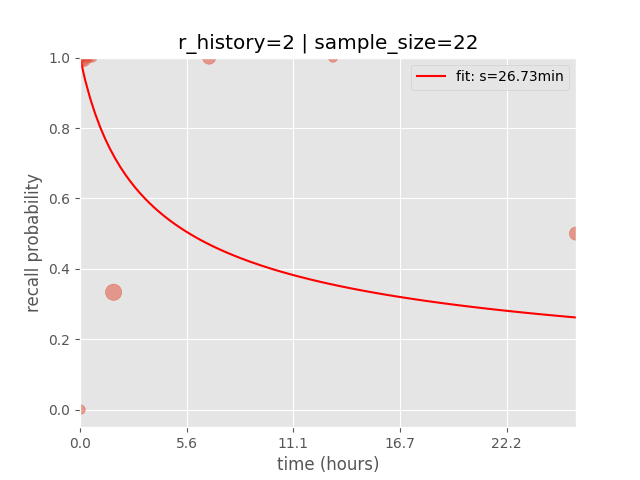 r_history=2 | sample_size=22
fit: s=26.73min
1.0
0.8
0.6
0.4
0.2
0.0
recall probability
0.0 5.6 11.1 16.7 22.2
time (hours)